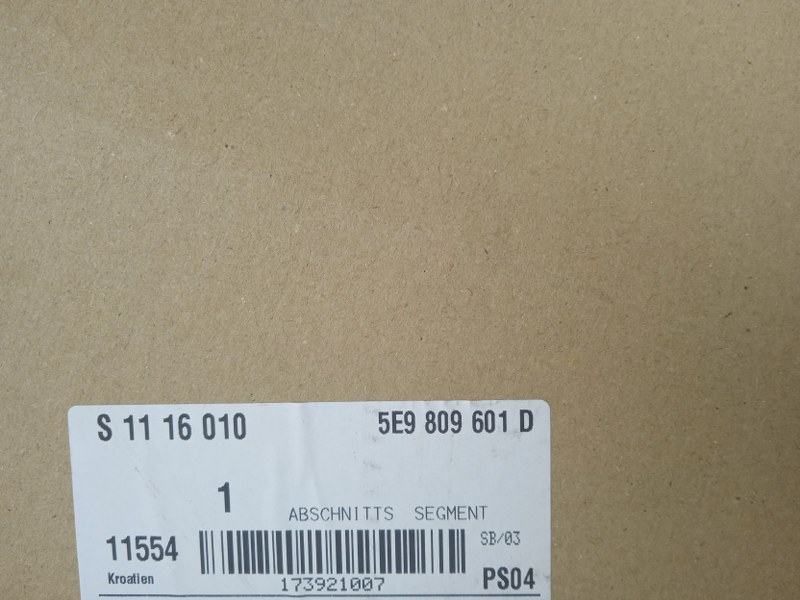 S 11 16 010 5E9 809 601 D
1
ABSCHNITTS SEGMENT
11554 SB/03
Kroatien 173921007 PS04